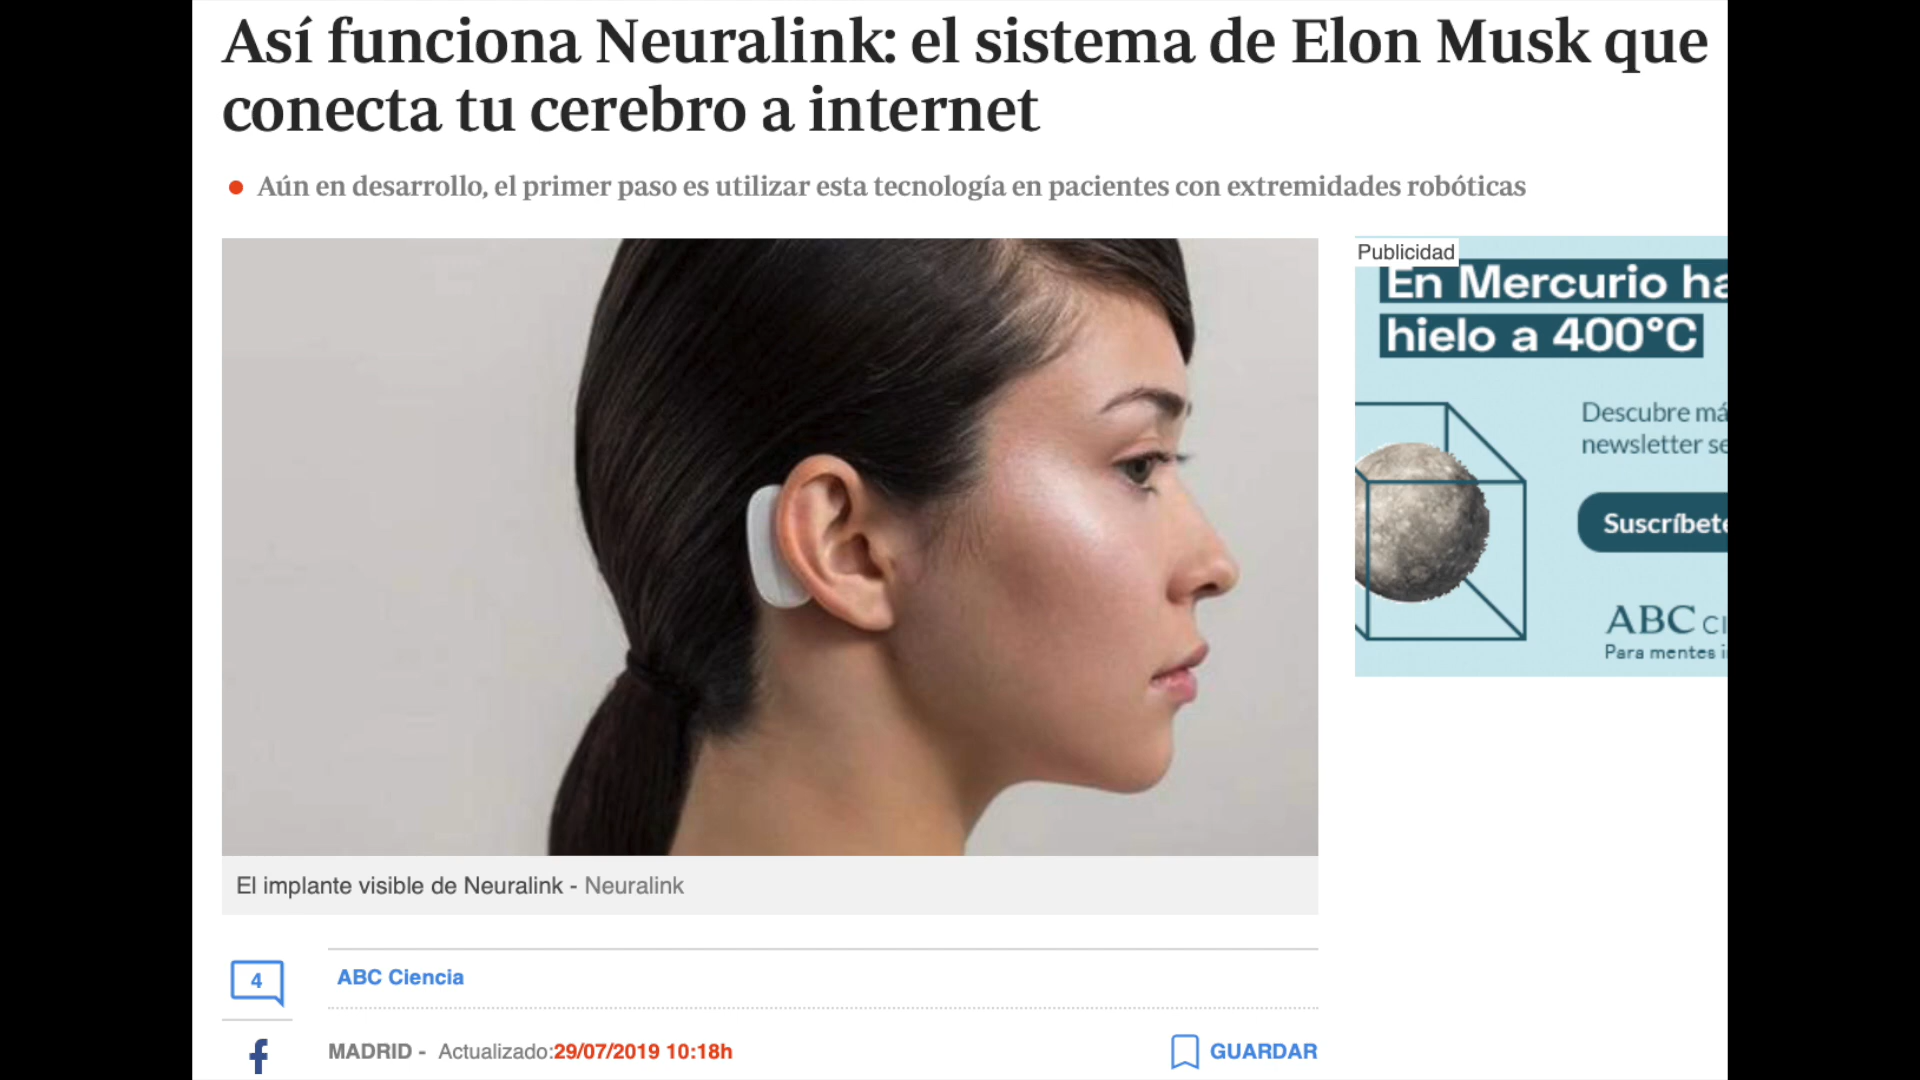 Así funciona Neuralink: el sistema de Elon Musk que
conecta tu cerebro a internet
Aún en desarrollo, el primer paso es utilizar esta tecnología en pacientes con extremidades robóticas
Publicidad
En Mercurio ha
hielo a 400°C
Descubre má
newsletter se
Suscríbete
ABC CI
Para mentes i
El implante visible de Neuralink - Neuralink
4
ABC Ciencia
MADRID - Actualizado:29/07/2019 10:18h
GUARDAR